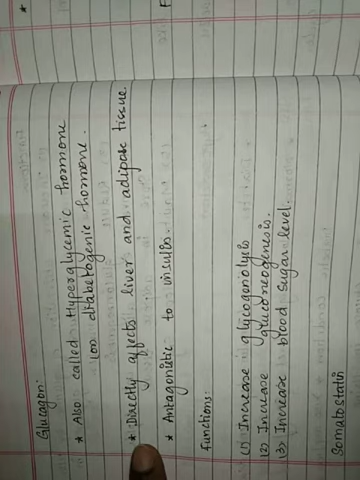 Glucagon:
* Also called Hyperglycemic hormone
(or) diabetogenic hormone.
* Directly affects liver and adipose tissue.
* Antagonistic to insulin.
functions:
(1) Increase glycogenolysis
(2) Increase gluconeogenesis.
(3) Increase blood sugar level.
Somatostatin